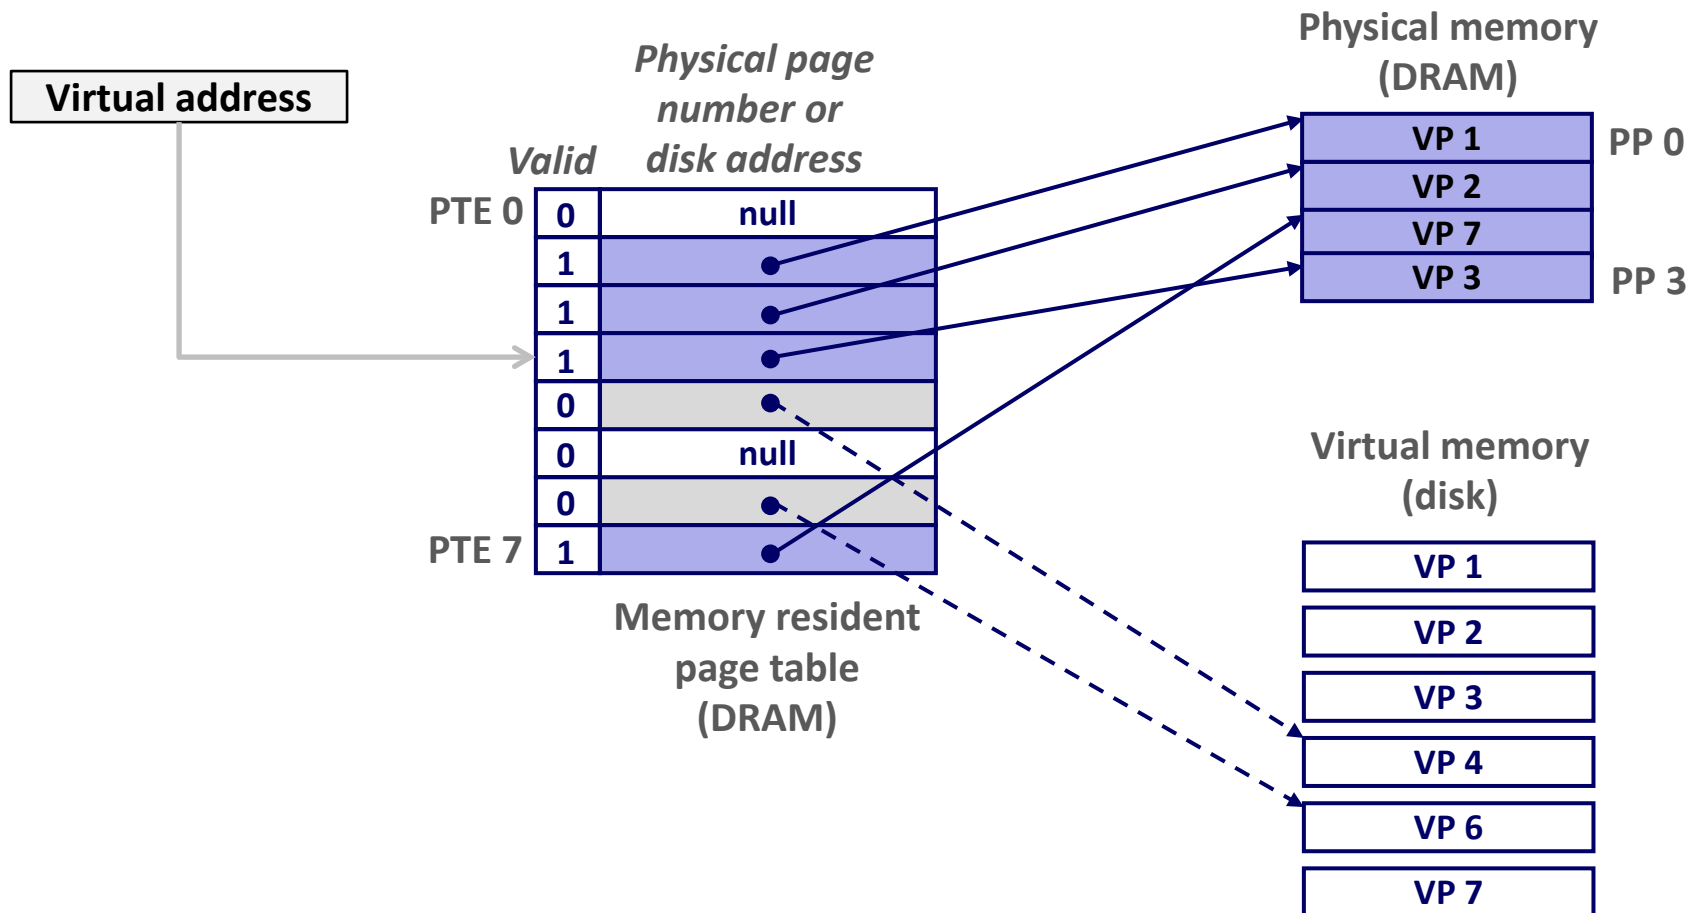 Virtual address
Physical page
number or
disk address
Valid
PTE 0
0
null
1
1
1
0
0
null
0
PTE 7
1
Memory resident
page table
(DRAM)
Physical memory
(DRAM)
VP 1
PP 0
VP 2
VP 7
VP 3
PP 3
Virtual memory
(disk)
VP 1
VP 2
VP 3
VP 4
VP 6
VP 7